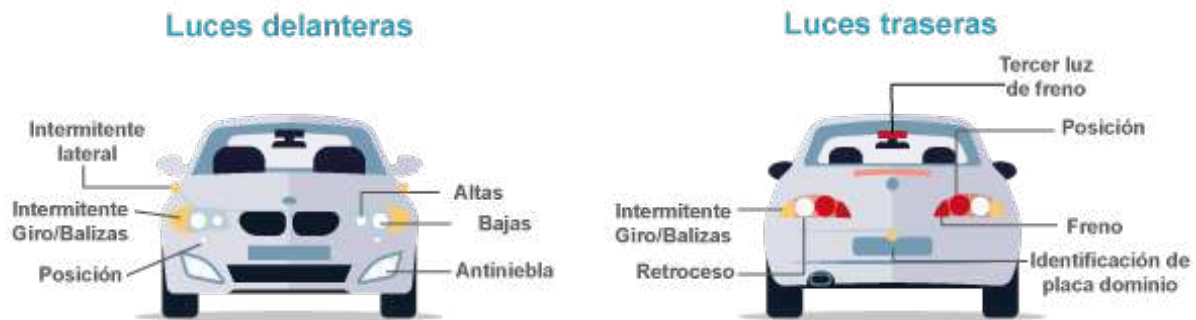 Luces delanteras
Intermitente
lateral
Intermitente
Giro/Balizas
Posición
Altas
Bajas
Antiniebla
Luces traseras
Tercer luz
de freno
Posición
Intermitente
Giro/Balizas
Retroceso
Freno
Identificación de
placa dominio